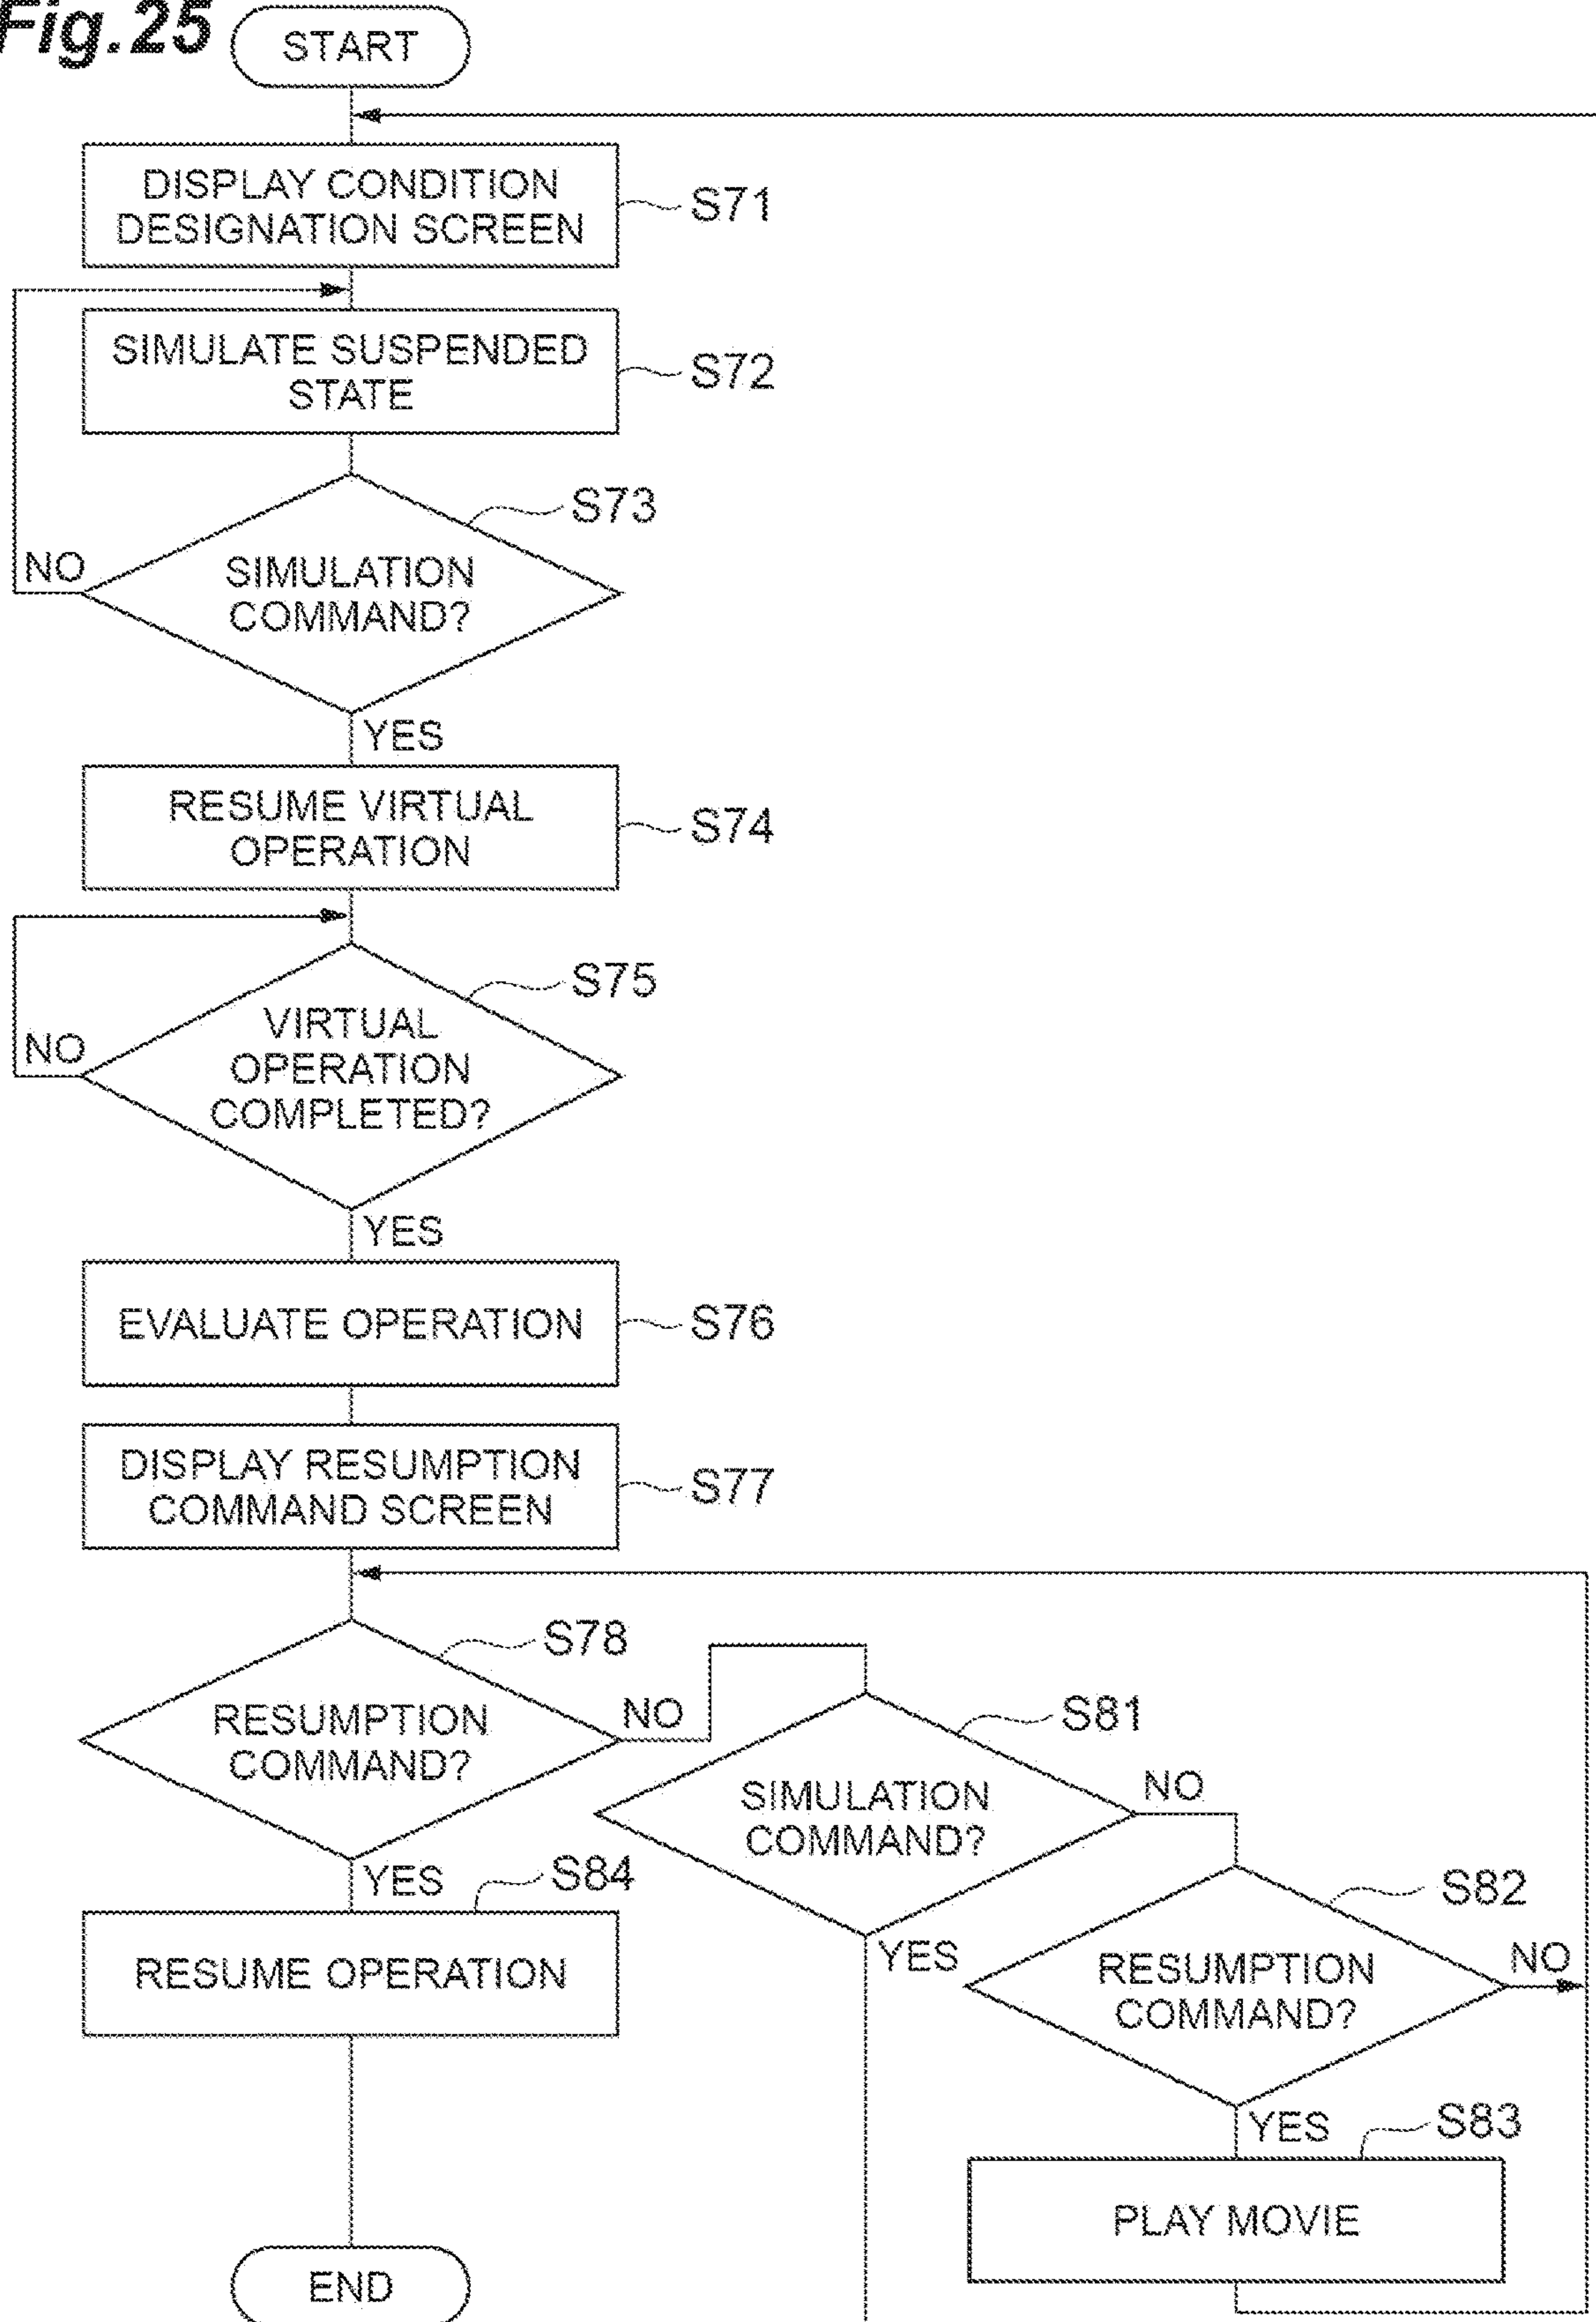 Fig.25
START
DISPLAY CONDITION
DESIGNATION SCREEN
S71
SIMULATE SUSPENDED
STATE
S72
S73
NO
SIMULATION
COMMAND?
YES
RESUME VIRTUAL
OPERATION
S74
S75
NO
VIRTUAL
OPERATION
COMPLETED?
YES
EVALUATE OPERATION
S76
DISPLAY RESUMPTION
COMMAND SCREEN
S77
S78
RESUMPTION
COMMAND?
NO
YES
S84
RESUME OPERATION
END
S81
SIMULATION
COMMAND?
NO
YES
S82
RESUMPTION
COMMAND?
NO
YES
S83
PLAY MOVIE